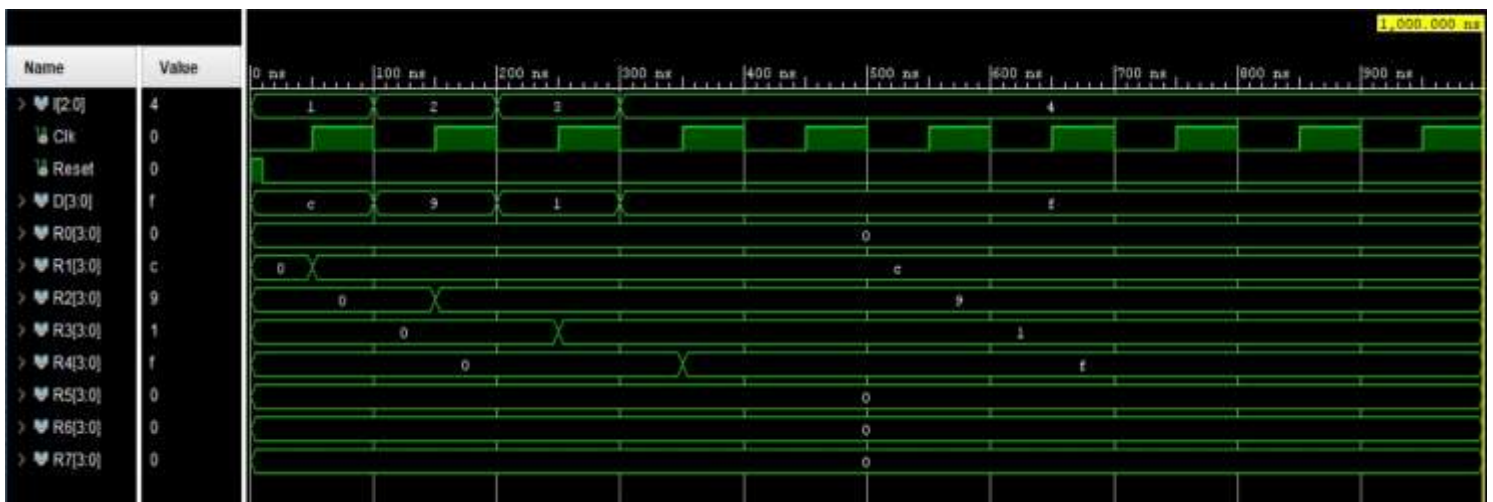 1,000.000 ns
Name Value 0 ns 100 ns 200 ns 300 ns 400 ns 500 ns 600 ns 700 ns 800 ns 900 ns
I[2:0] 4 1 2 3 4
Clk 0
Reset 0
D[3:0] f c 9 1 f
R0[3:0] 0 0
R1[3:0] c 0 c
R2[3:0] 9 0 9
R3[3:0] 1 0 1
R4[3:0] f 0 f
R5[3:0] 0 0
R6[3:0] 0 0
R7[3:0] 0 0